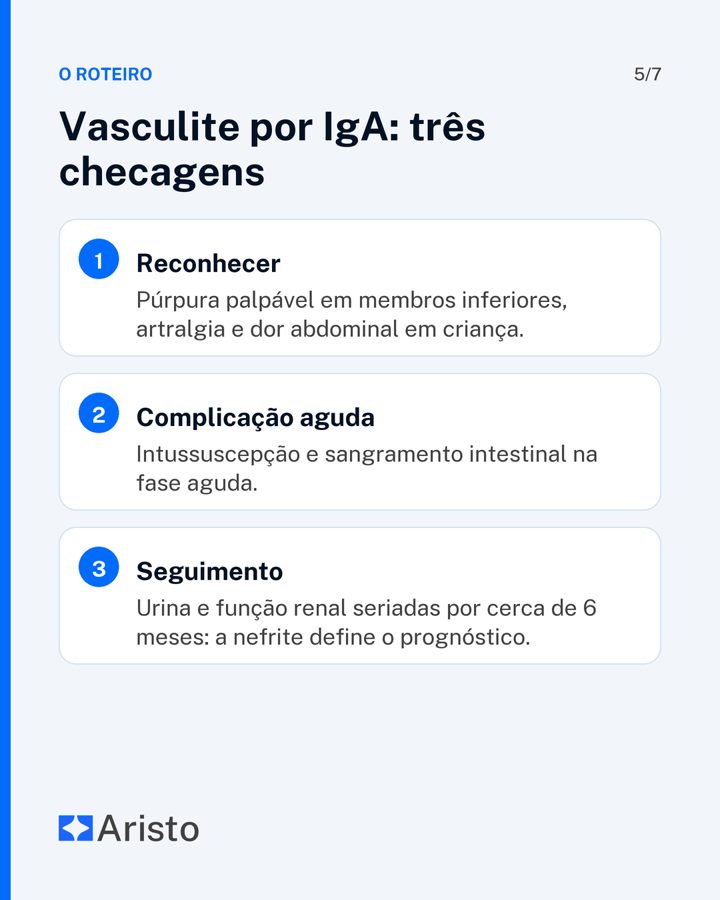 O ROTEIRO
5/7
Vasculite por IgA: três
checagens
1
Reconhecer
Púrpura palpável em membros inferiores,
artralgia e dor abdominal em criança.
2
Complicação aguda
Intussuscepção e sangramento intestinal na
fase aguda.
3
Seguimento
Urina e função renal seriadas por cerca de 6
meses: a nefrite define o prognóstico.
Aristo